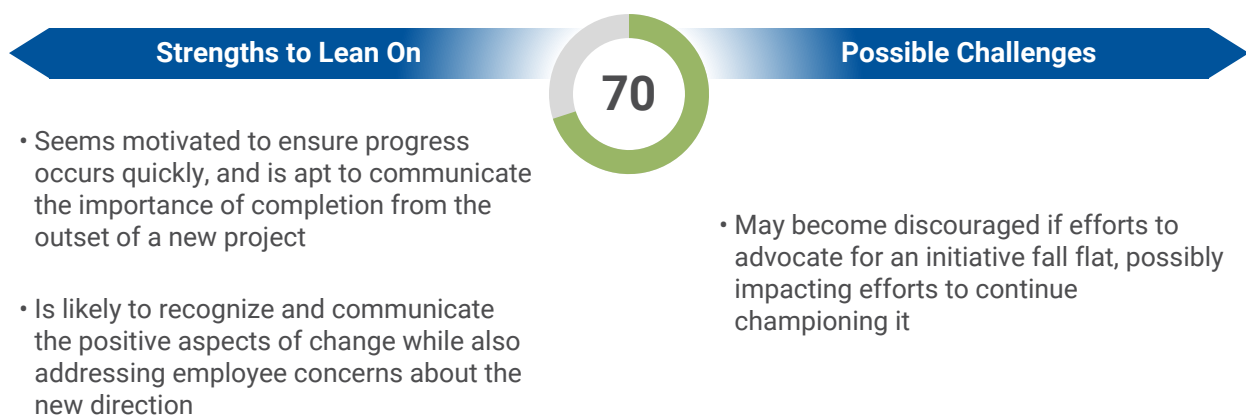 Strengths to Lean On
70
Possible Challenges
• Seems motivated to ensure progress
occurs quickly, and is apt to communicate
the importance of completion from the
outset of a new project
• Is likely to recognize and communicate
the positive aspects of change while also
addressing employee concerns about the
new direction
• May become discouraged if efforts to
advocate for an initiative fall flat, possibly
impacting efforts to continue
championing it